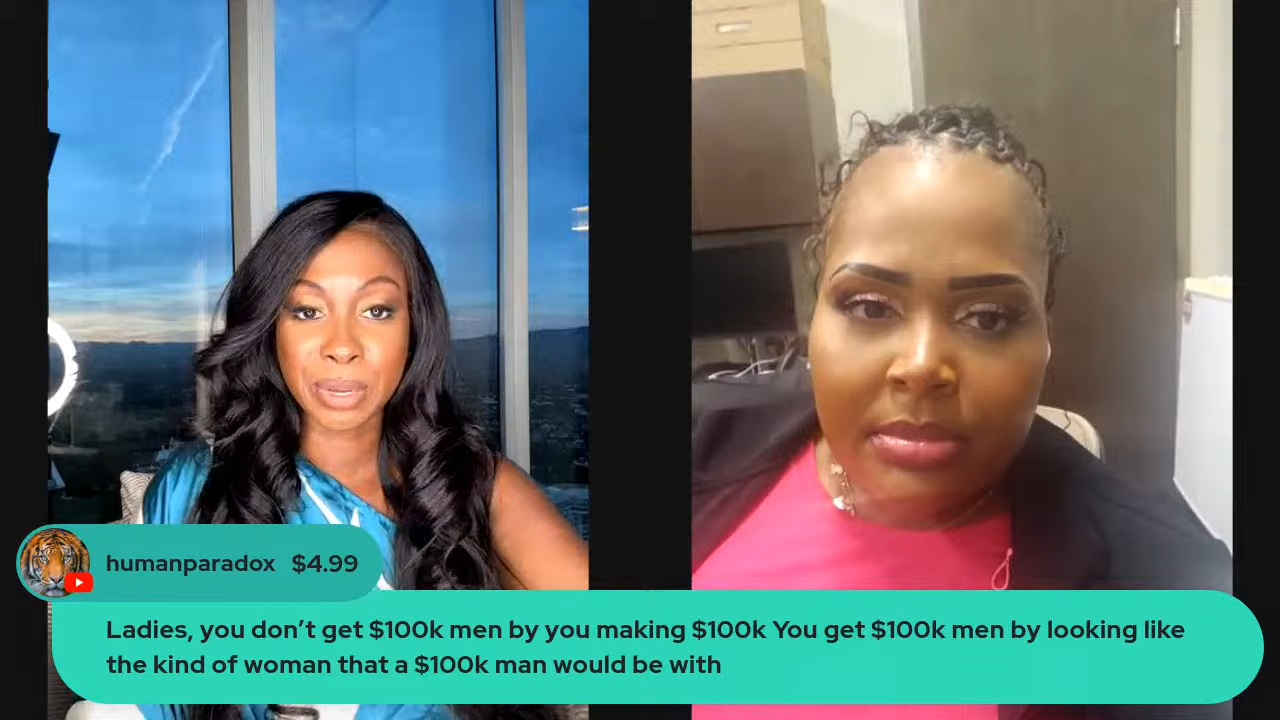 humanparadox $4.99
Ladies, you don’t get $100k men by you making $100k You get $100k men by looking like
the kind of woman that a $100k man would be with